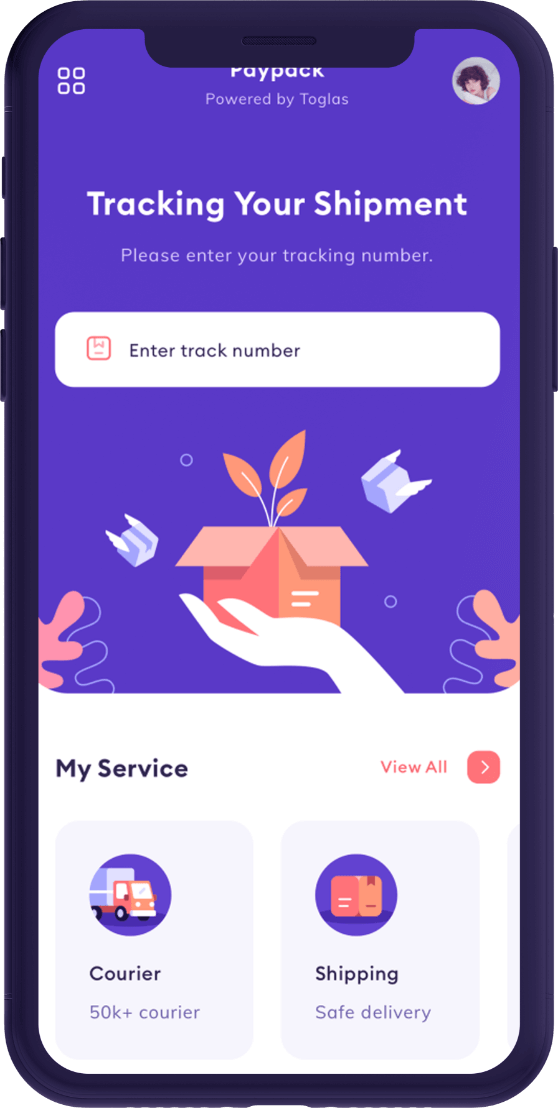 Paypack
Powered by Toglas
Tracking Your Shipment
Please enter your tracking number.
Enter track number
My Service
View All
Courier
50k+ courier
Shipping
Safe delivery